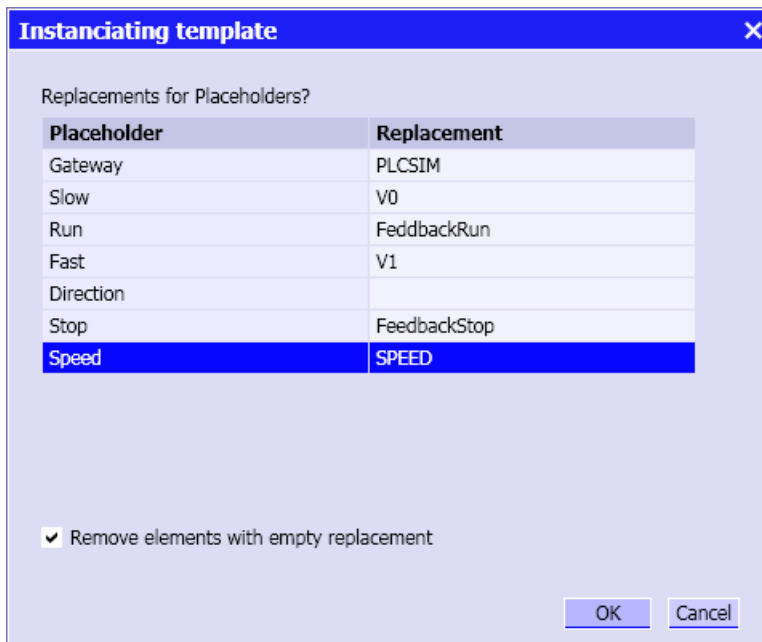 Instanciating template
Replacements for Placeholders?
Placeholder Replacement
Gateway PLCSIM
Slow V0
Run FeddbackRun
Fast V1
Direction
Stop FeedbackStop
Speed SPEED
Remove elements with empty replacement
OK Cancel